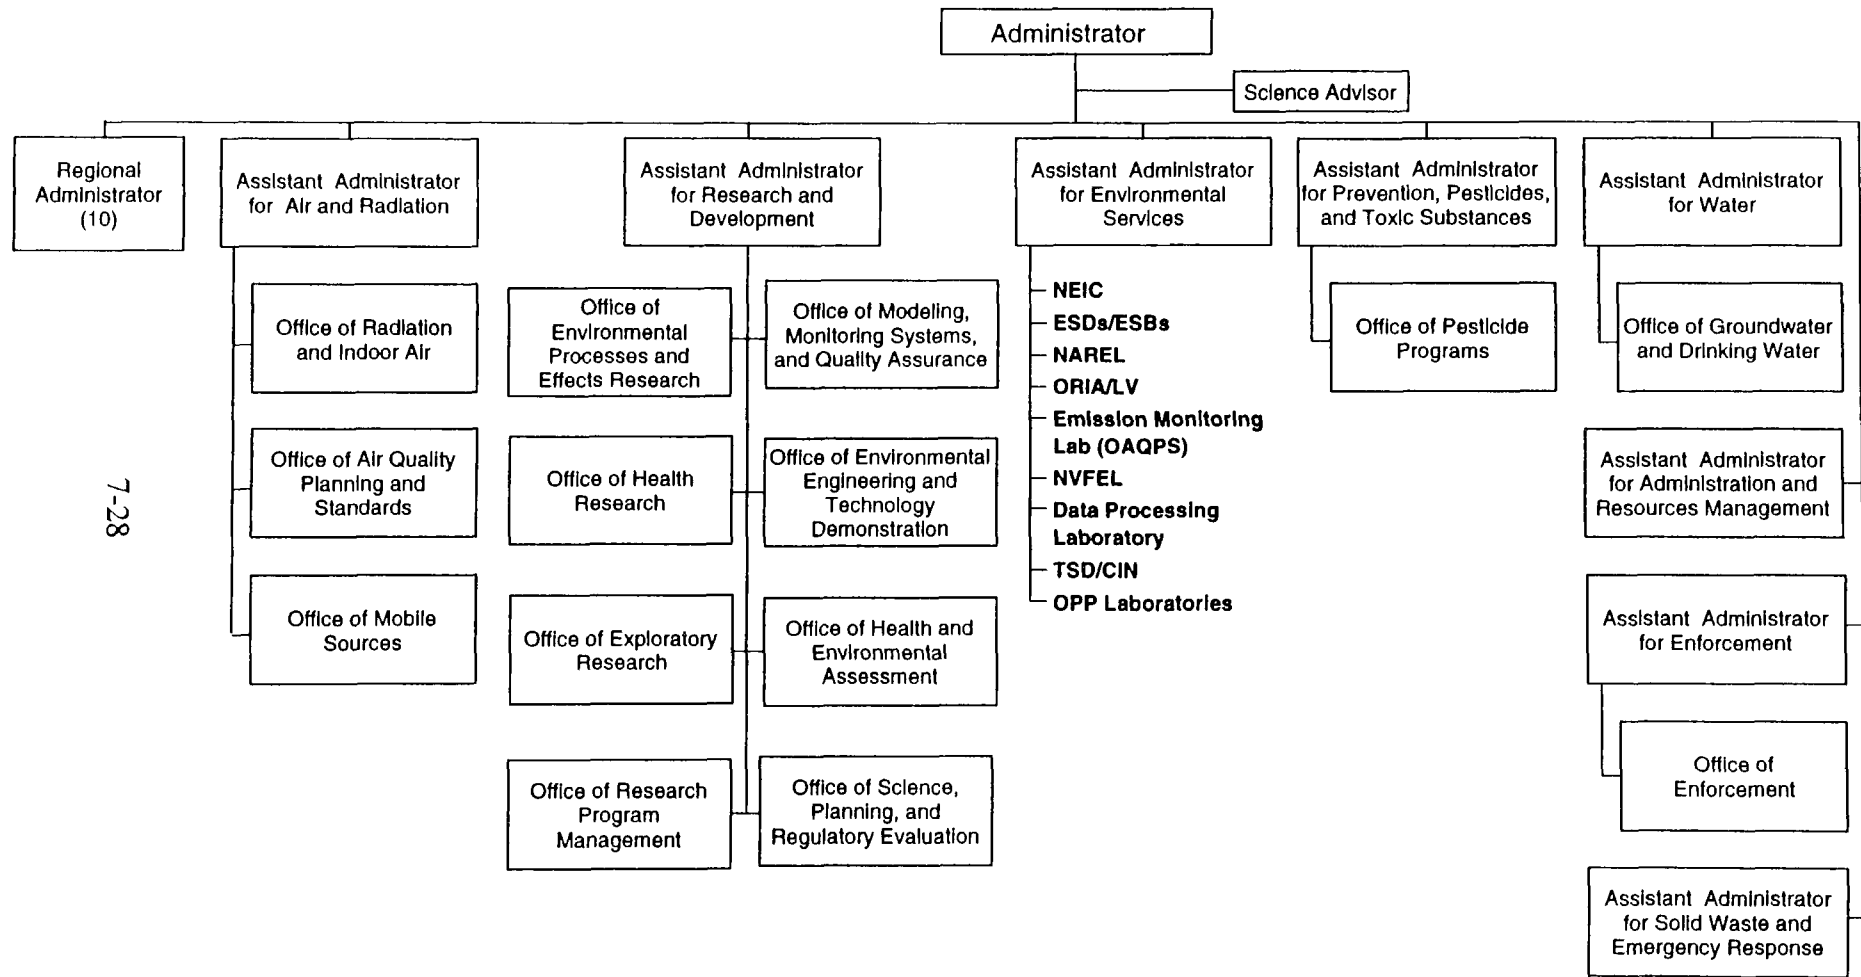 Administrator
Science Advisor
Regional
Administrator
(10)
Assistant Administrator
for Air and Radiation
Office of Radiation
and Indoor Air
Office of Air Quality
Planning and
Standards
Office of Mobile
Sources
Assistant Administrator
for Research and
Development
Office of
Environmental
Processes and
Effects Research
Office of Modeling,
Monitoring Systems,
and Quality Assurance
Office of Health
Research
Office of Environmental
Engineering and
Technology
Demonstration
Office of Exploratory
Research
Office of Health and
Environmental
Assessment
Office of Research
Program
Management
Office of Science,
Planning, and
Regulatory Evaluation
Assistant Administrator
for Environmental
Services
NEIC
ESDs/ESBs
NAREL
ORIA/LV
Emission Monitoring
Lab (OAQPS)
NVFEL
Data Processing
Laboratory
TSD/CIN
OPP Laboratories
Assistant Administrator
for Prevention, Pesticides,
and Toxic Substances
Office of Pesticide
Programs
Assistant Administrator
for Water
Office of Groundwater
and Drinking Water
Assistant Administrator
for Administration and
Resources Management
Assistant Administrator
for Enforcement
Office of
Enforcement
Assistant Administrator
for Solid Waste and
Emergency Response
7-28